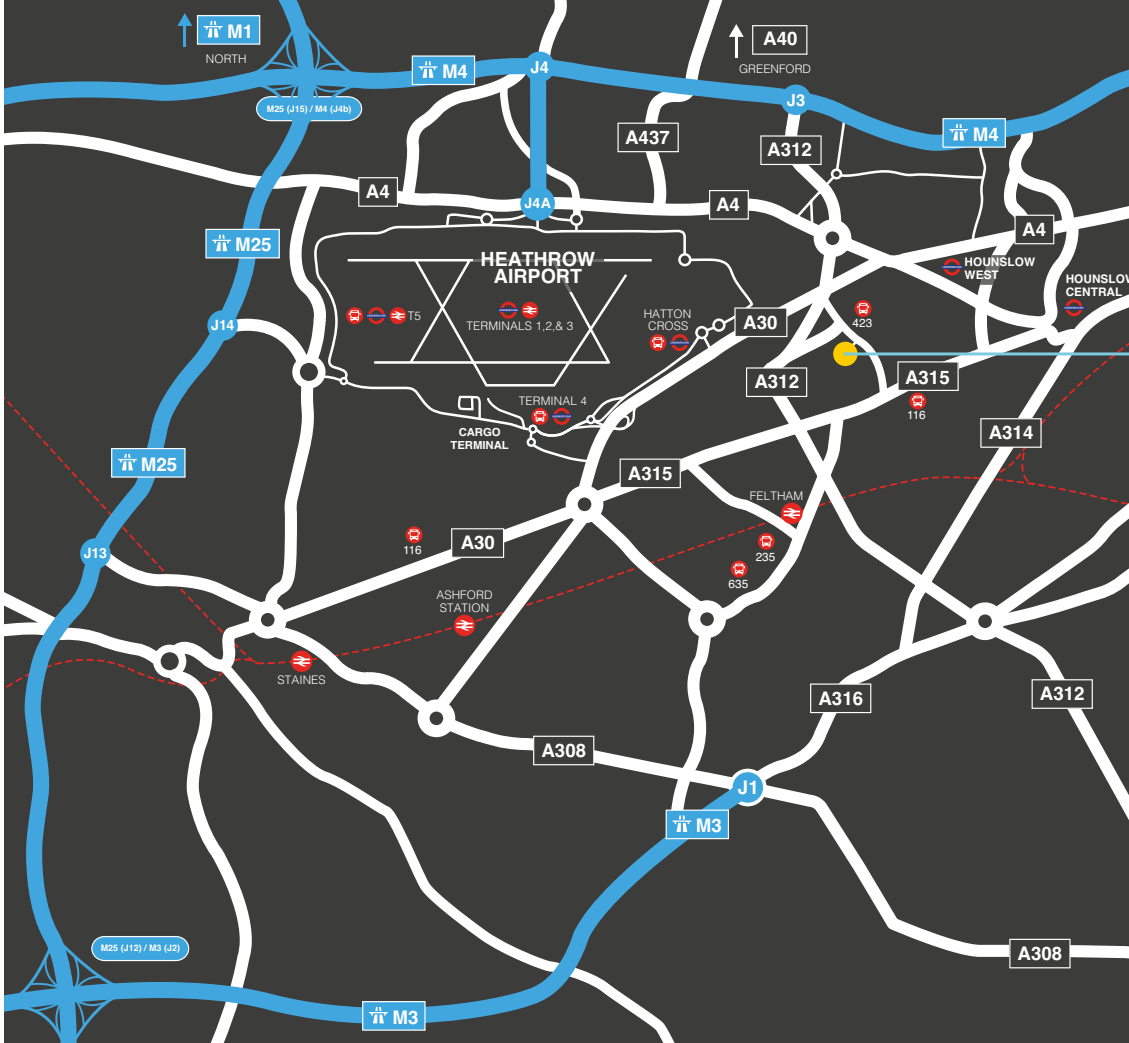 M1
NORTH
A40
GREENFORD
M4
J4
J3
M25 (J15) / M4 (J4b)
M4
A437
A312
A4
J4A
A4
A4
M25
HEATHROW
AIRPORT
HOUNSLOW
WEST
HOUNSLOW
CENTRAL
T5
TERMINALS 1,2,& 3
HATTON
CROSS
423
J14
A30
A312
A315
116
TERMINAL 4
CARGO
TERMINAL
A314
M25
A315
FELTHAM
116
A30
235
635
J13
ASHFORD
STATION
STAINES
A316
A312
A308
J1
M3
M25 (J12) / M3 (J2)
A308
M3